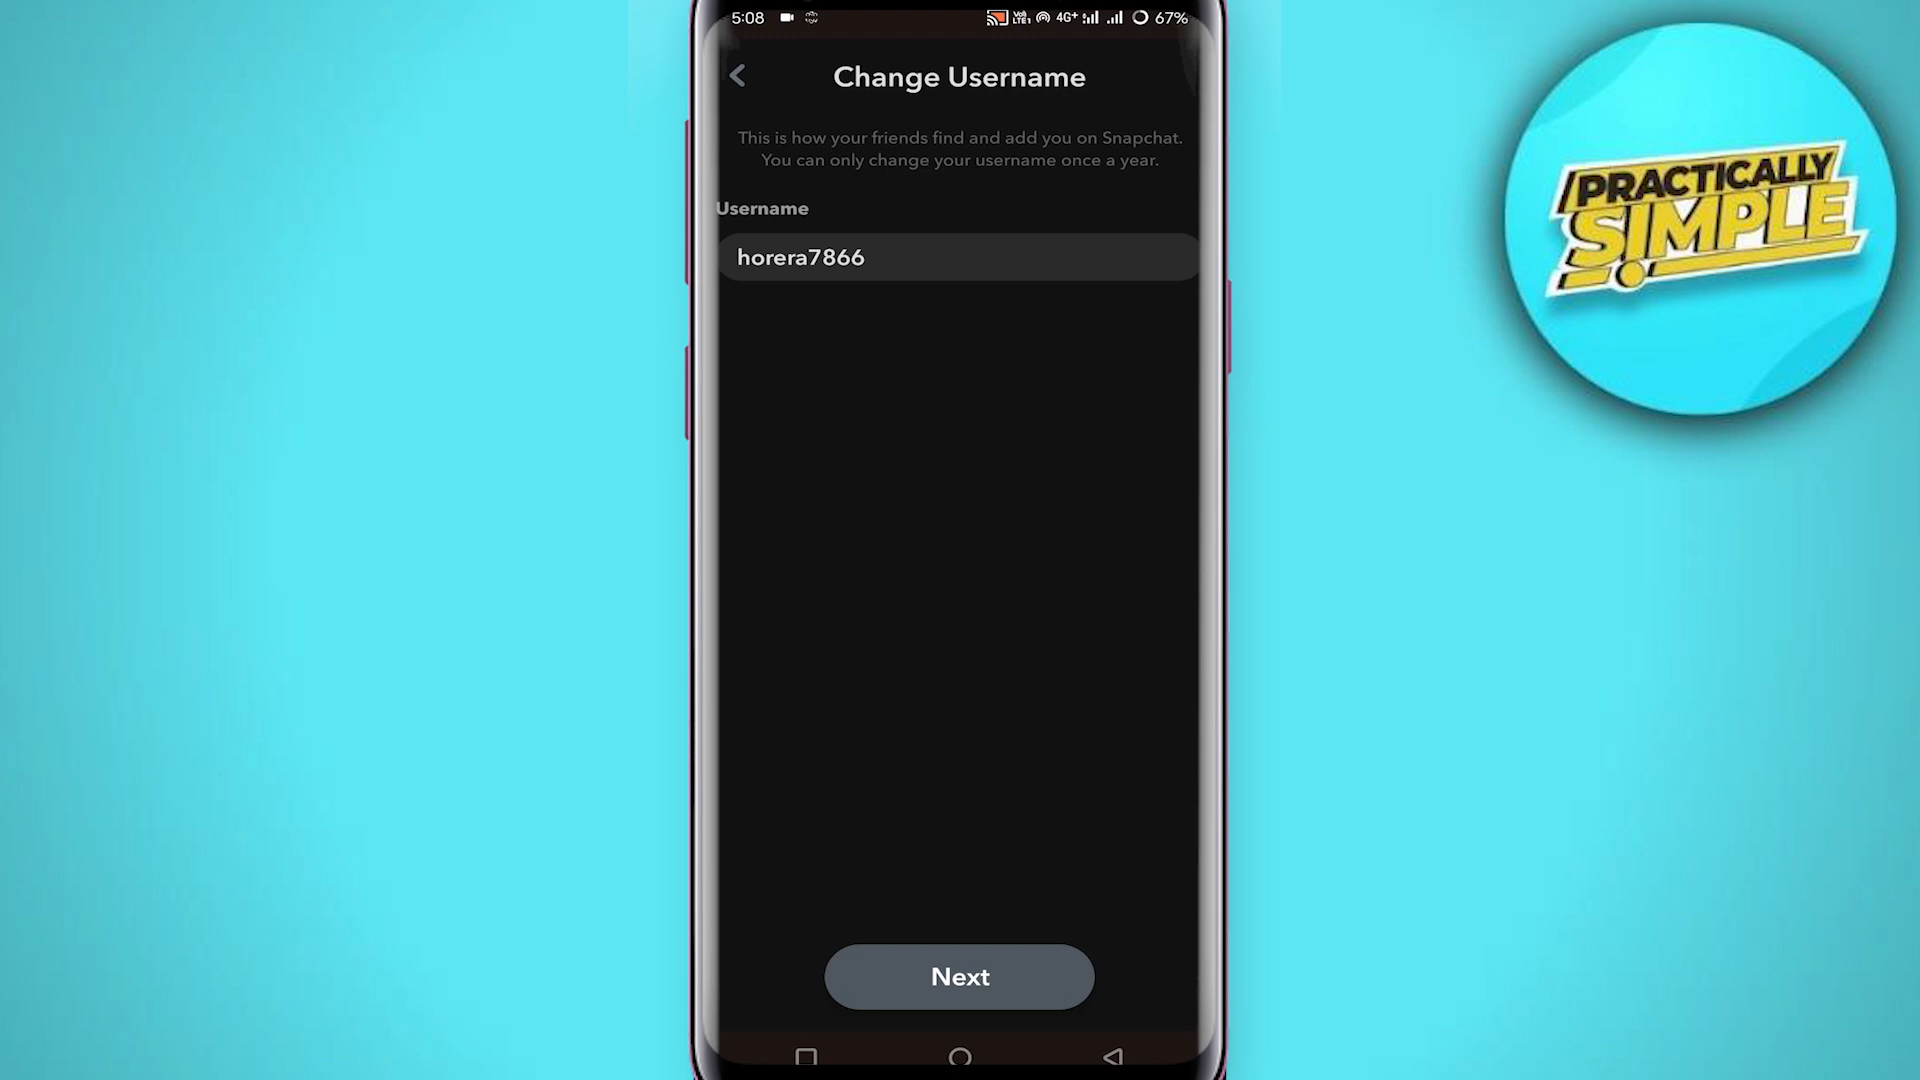 5:08
4G+ 67%
Change Username
This is how your friends find and add you on Snapchat.
You can only change your username once a year.
Username
horera7866
Next
PRACTICALLY
SIMPLE